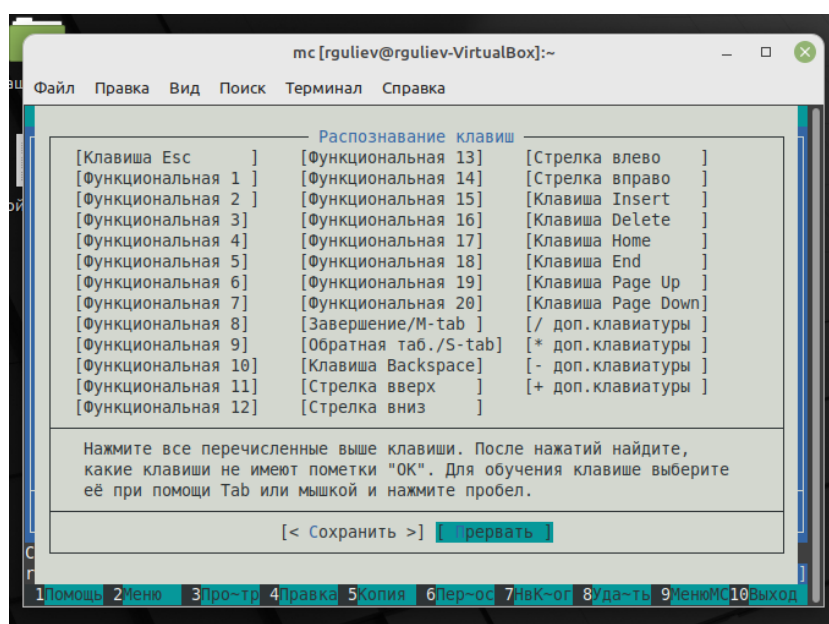 mc [rguliev@rguliev-VirtualBox]:~
Файл Правка Вид Поиск Терминал Справка
Распознавание клавиш
[Клавиша Esc ] [Функциональная 13] [Стрелка влево ]
[Функциональная 1 ] [Функциональная 14] [Стрелка вправо ]
[Функциональная 2 ] [Функциональная 15] [Клавиша Insert ]
[Функциональная 3] [Функциональная 16] [Клавиша Delete ]
[Функциональная 4] [Функциональная 17] [Клавиша Home ]
[Функциональная 5] [Функциональная 18] [Клавиша End ]
[Функциональная 6] [Функциональная 19] [Клавиша Page Up ]
[Функциональная 7] [Функциональная 20] [Клавиша Page Down]
[Функциональная 8] [Завершение/M-tab ] [/ доп.клавиатуры ]
[Функциональная 9] [Обратная таб./S-tab] [* доп.клавиатуры ]
[Функциональная 10] [Клавиша Backspace] [- доп.клавиатуры ]
[Функциональная 11] [Стрелка вверх ] [+ доп.клавиатуры ]
[Функциональная 12] [Стрелка вниз ]
Нажмите все перечисленные выше клавиши. После нажатий найдите,
какие клавиши не имеют пометки "OK". Для обучения клавише выберите
её при помощи Tab или мышкой и нажмите пробел.
[< Сохранить >] [ Прервать ]
1Помощь 2Меню 3Про~тр 4Правка 5Копия 6Пер~ос 7НвК~ог 8Уда~ть 9МенюMC 10Выход